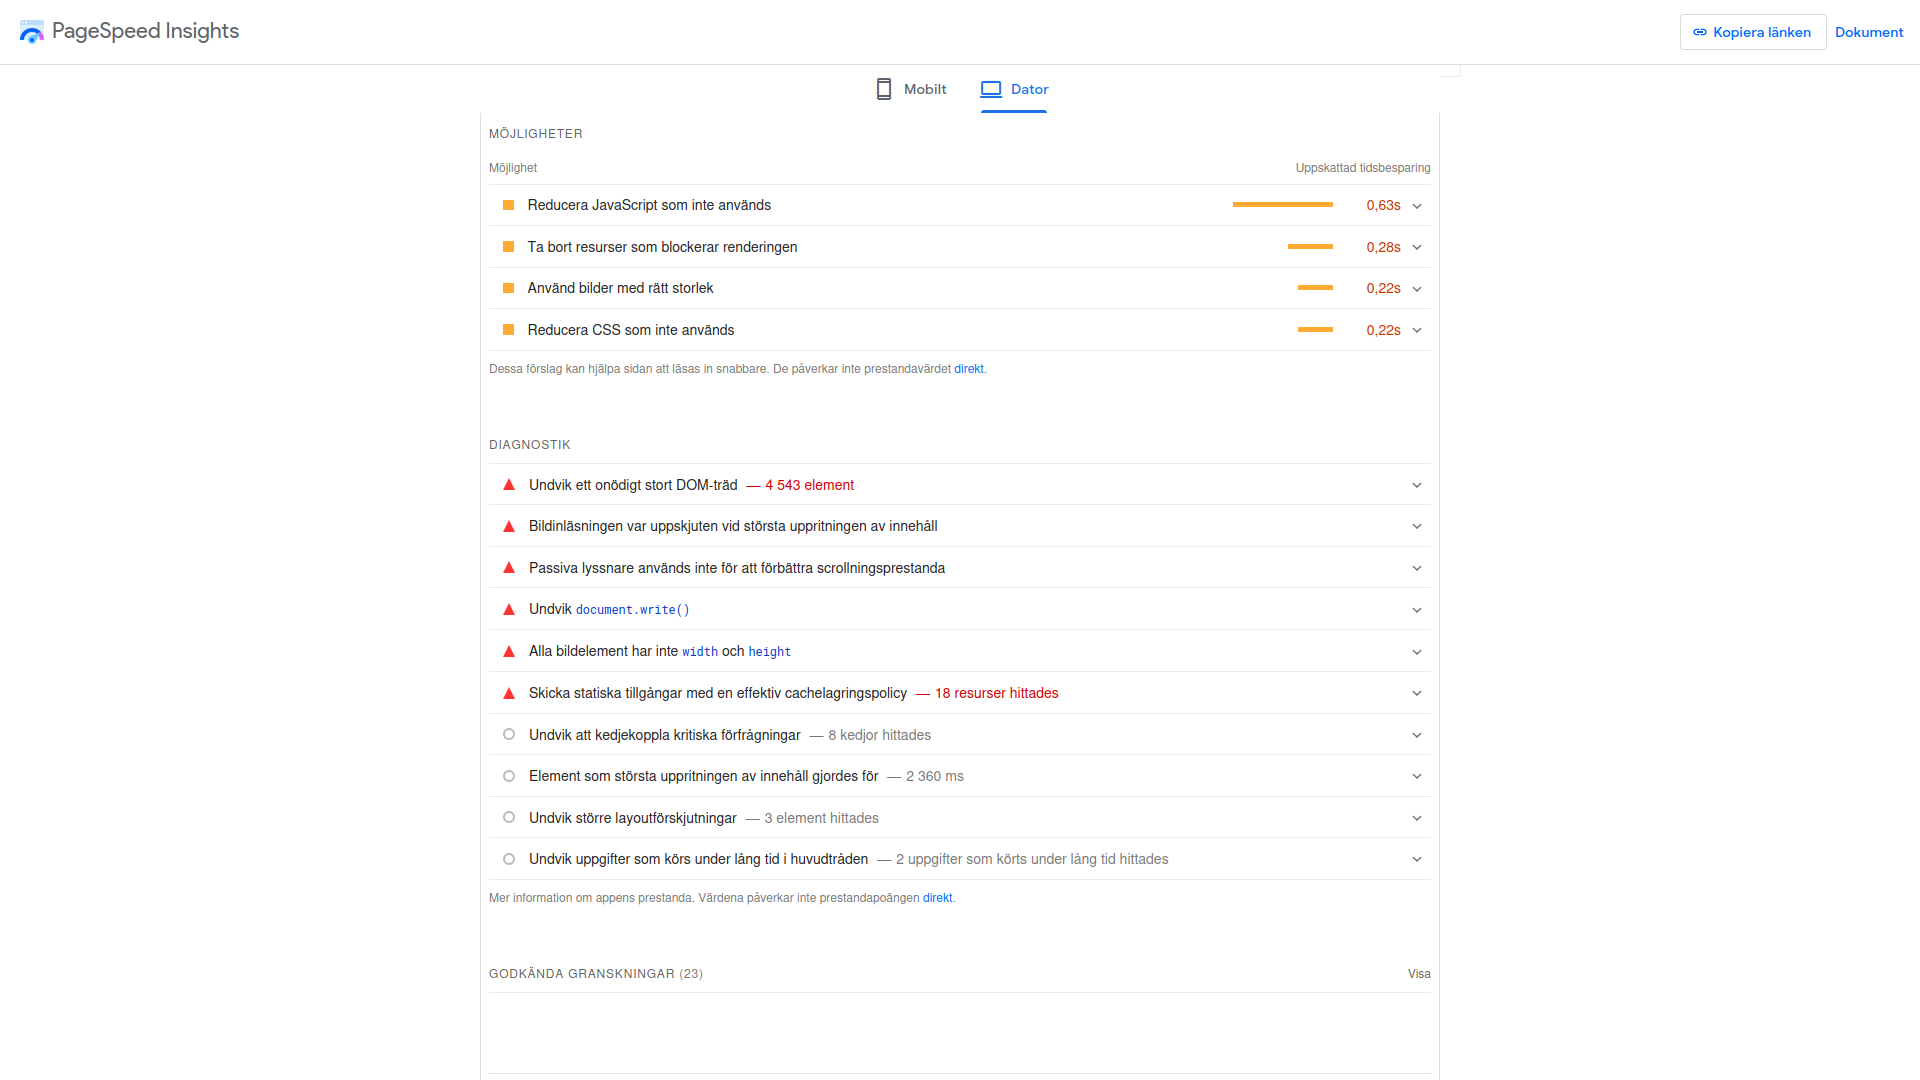 PageSpeed Insights
Kopiera länken
Dokument
Mobilt
Dator
MÖJLIGHETER
Möjlighet Uppskattad tidsbesparing
Reducera JavaScript som inte används 0,63s
Ta bort resurser som blockerar renderingen 0,28s
Använd bilder med rätt storlek 0,22s
Reducera CSS som inte används 0,22s
Dessa förslag kan hjälpa sidan att läsas in snabbare. De påverkar inte prestandavärdet direkt.
DIAGNOSTIK
Undvik ett onödigt stort DOM-träd — 4 543 element
Bildinläsningen var uppskjuten vid största uppritningen av innehåll
Passiva lyssnare används inte för att förbättra scrollningsprestanda
Undvik document.write()
Alla bildelement har inte width och height
Skicka statiska tillgångar med en effektiv cachelagringspolicy — 18 resurser hittades
Undvik att kedjekoppla kritiska förfrågningar — 8 kedjor hittades
Element som största uppritningen av innehåll gjordes för — 2 360 ms
Undvik större layoutförskjutningar — 3 element hittades
Undvik uppgifter som körs under lång tid i huvudtråden — 2 uppgifter som körts under lång tid hittades
Mer information om appens prestanda. Värdena påverkar inte prestandapoängen direkt.
GODKÄNDA GRANSKNINGAR (23) Visa